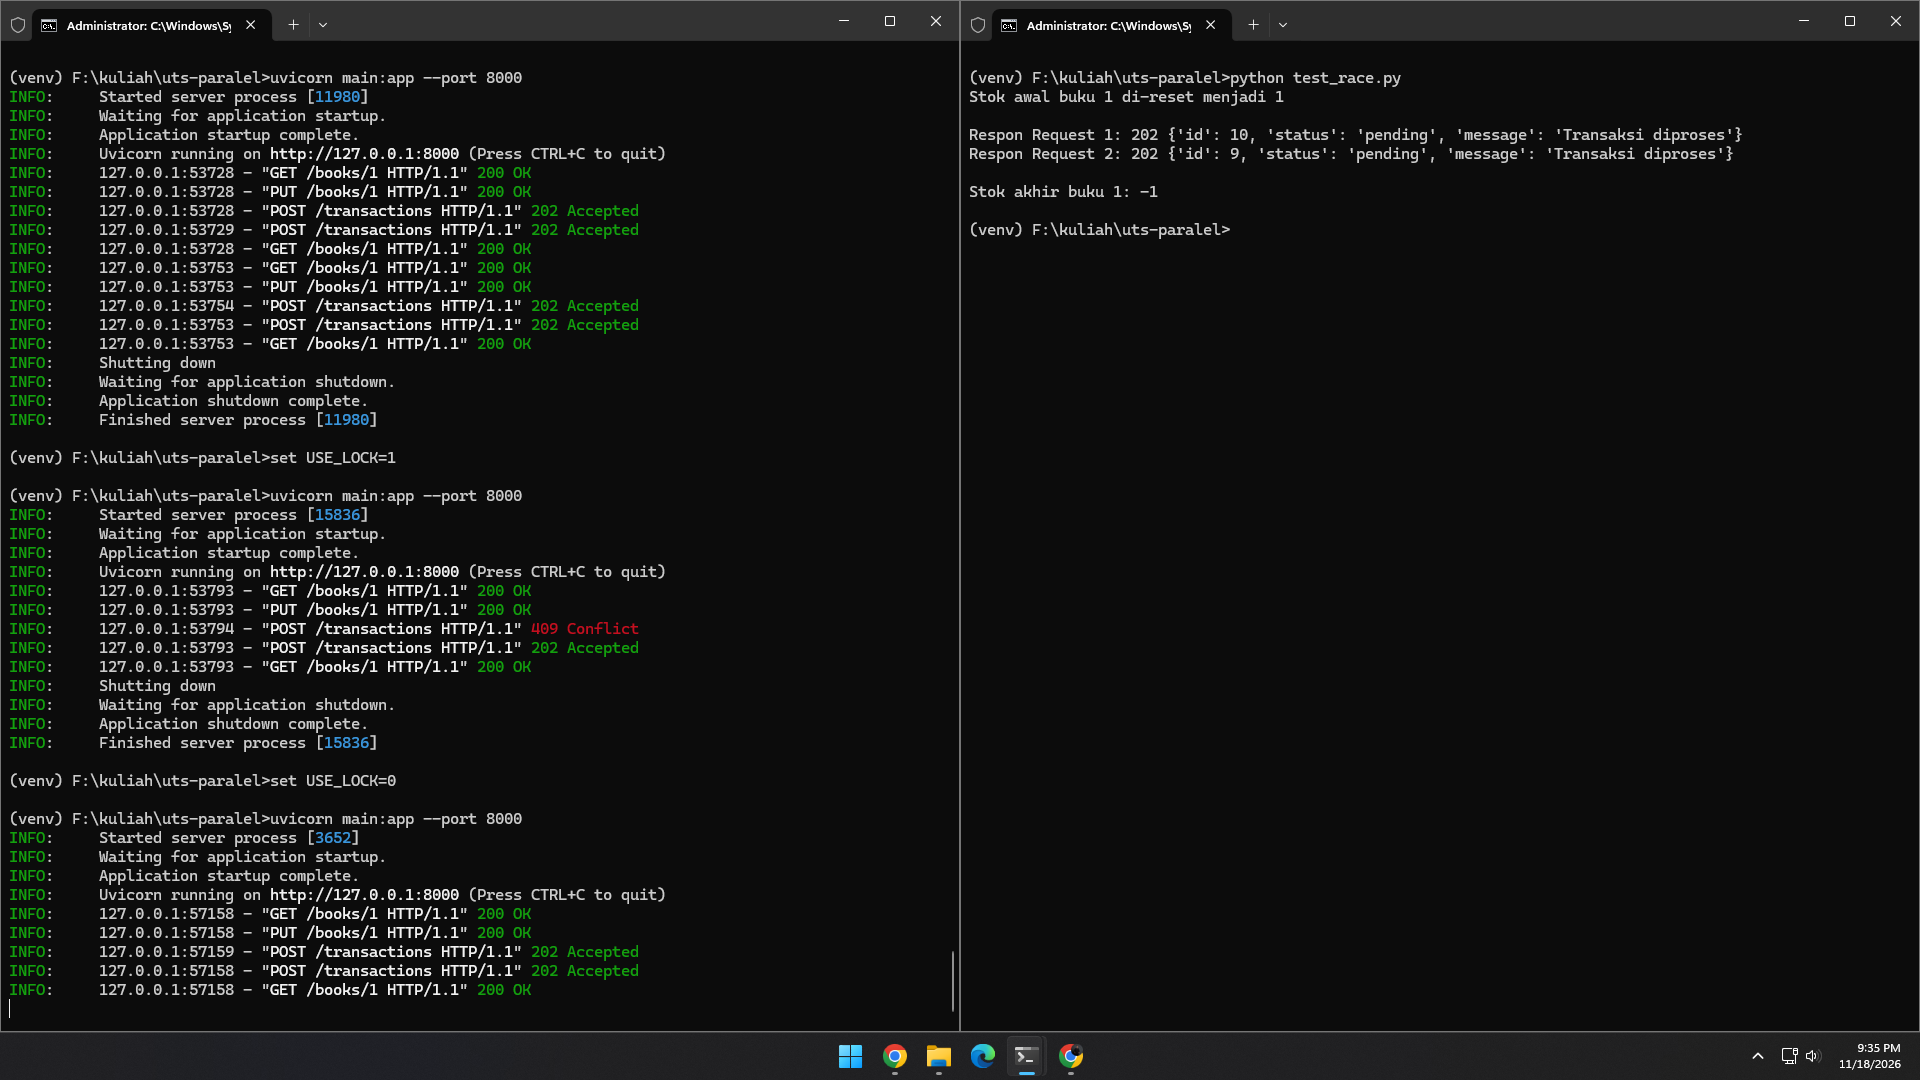 Administrator: C:\Windows\Sy
(venv) F:\kuliah\uts-paralel>uvicorn main:app --port 8000
INFO:     Started server process [11980]
INFO:     Waiting for application startup.
INFO:     Application startup complete.
INFO:     Uvicorn running on http://127.0.0.1:8000 (Press CTRL+C to quit)
INFO:     127.0.0.1:53728 - "GET /books/1 HTTP/1.1" 200 OK
INFO:     127.0.0.1:53728 - "PUT /books/1 HTTP/1.1" 200 OK
INFO:     127.0.0.1:53728 - "POST /transactions HTTP/1.1" 202 Accepted
INFO:     127.0.0.1:53729 - "POST /transactions HTTP/1.1" 202 Accepted
INFO:     127.0.0.1:53728 - "GET /books/1 HTTP/1.1" 200 OK
INFO:     127.0.0.1:53753 - "GET /books/1 HTTP/1.1" 200 OK
INFO:     127.0.0.1:53753 - "PUT /books/1 HTTP/1.1" 200 OK
INFO:     127.0.0.1:53754 - "POST /transactions HTTP/1.1" 202 Accepted
INFO:     127.0.0.1:53753 - "POST /transactions HTTP/1.1" 202 Accepted
INFO:     127.0.0.1:53753 - "GET /books/1 HTTP/1.1" 200 OK
INFO:     Shutting down
INFO:     Waiting for application shutdown.
INFO:     Application shutdown complete.
INFO:     Finished server process [11980]
(venv) F:\kuliah\uts-paralel>set USE_LOCK=1
(venv) F:\kuliah\uts-paralel>uvicorn main:app --port 8000
INFO:     Started server process [15836]
INFO:     Waiting for application startup.
INFO:     Application startup complete.
INFO:     Uvicorn running on http://127.0.0.1:8000 (Press CTRL+C to quit)
INFO:     127.0.0.1:53793 - "GET /books/1 HTTP/1.1" 200 OK
INFO:     127.0.0.1:53793 - "PUT /books/1 HTTP/1.1" 200 OK
INFO:     127.0.0.1:53794 - "POST /transactions HTTP/1.1" 409 Conflict
INFO:     127.0.0.1:53793 - "POST /transactions HTTP/1.1" 202 Accepted
INFO:     127.0.0.1:53793 - "GET /books/1 HTTP/1.1" 200 OK
INFO:     Shutting down
INFO:     Waiting for application shutdown.
INFO:     Application shutdown complete.
INFO:     Finished server process [15836]
(venv) F:\kuliah\uts-paralel>set USE_LOCK=0
(venv) F:\kuliah\uts-paralel>uvicorn main:app --port 8000
INFO:     Started server process [3652]
INFO:     Waiting for application startup.
INFO:     Application startup complete.
INFO:     Uvicorn running on http://127.0.0.1:8000 (Press CTRL+C to quit)
INFO:     127.0.0.1:57158 - "GET /books/1 HTTP/1.1" 200 OK
INFO:     127.0.0.1:57158 - "PUT /books/1 HTTP/1.1" 200 OK
INFO:     127.0.0.1:57159 - "POST /transactions HTTP/1.1" 202 Accepted
INFO:     127.0.0.1:57158 - "POST /transactions HTTP/1.1" 202 Accepted
INFO:     127.0.0.1:57158 - "GET /books/1 HTTP/1.1" 200 OK
Administrator: C:\Windows\Sy
(venv) F:\kuliah\uts-paralel>python test_race.py
Stok awal buku 1 di-reset menjadi 1
Respon Request 1: 202 {'id': 10, 'status': 'pending', 'message': 'Transaksi diproses'}
Respon Request 2: 202 {'id': 9, 'status': 'pending', 'message': 'Transaksi diproses'}
Stok akhir buku 1: -1
(venv) F:\kuliah\uts-paralel>
9:35 PM
11/18/2026